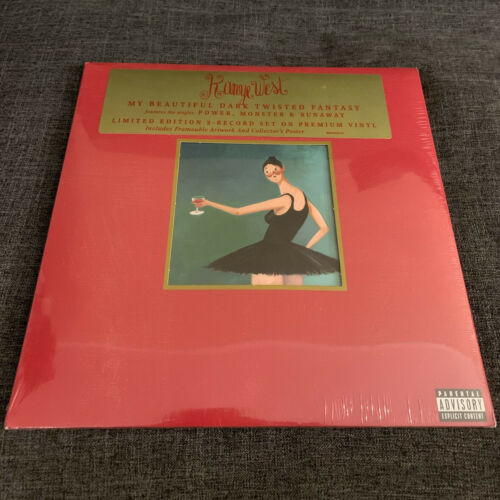 Kanye West
MY BEAUTIFUL DARK TWISTED FANTASY
features the singles POWER, MONSTER & RUNAWAY
LIMITED EDITION 3-RECORD SET ON PREMIUM VINYL
Includes Frameable Artwork And Collector's Poster
PARENTAL
ADVISORY
EXPLICIT CONTENT